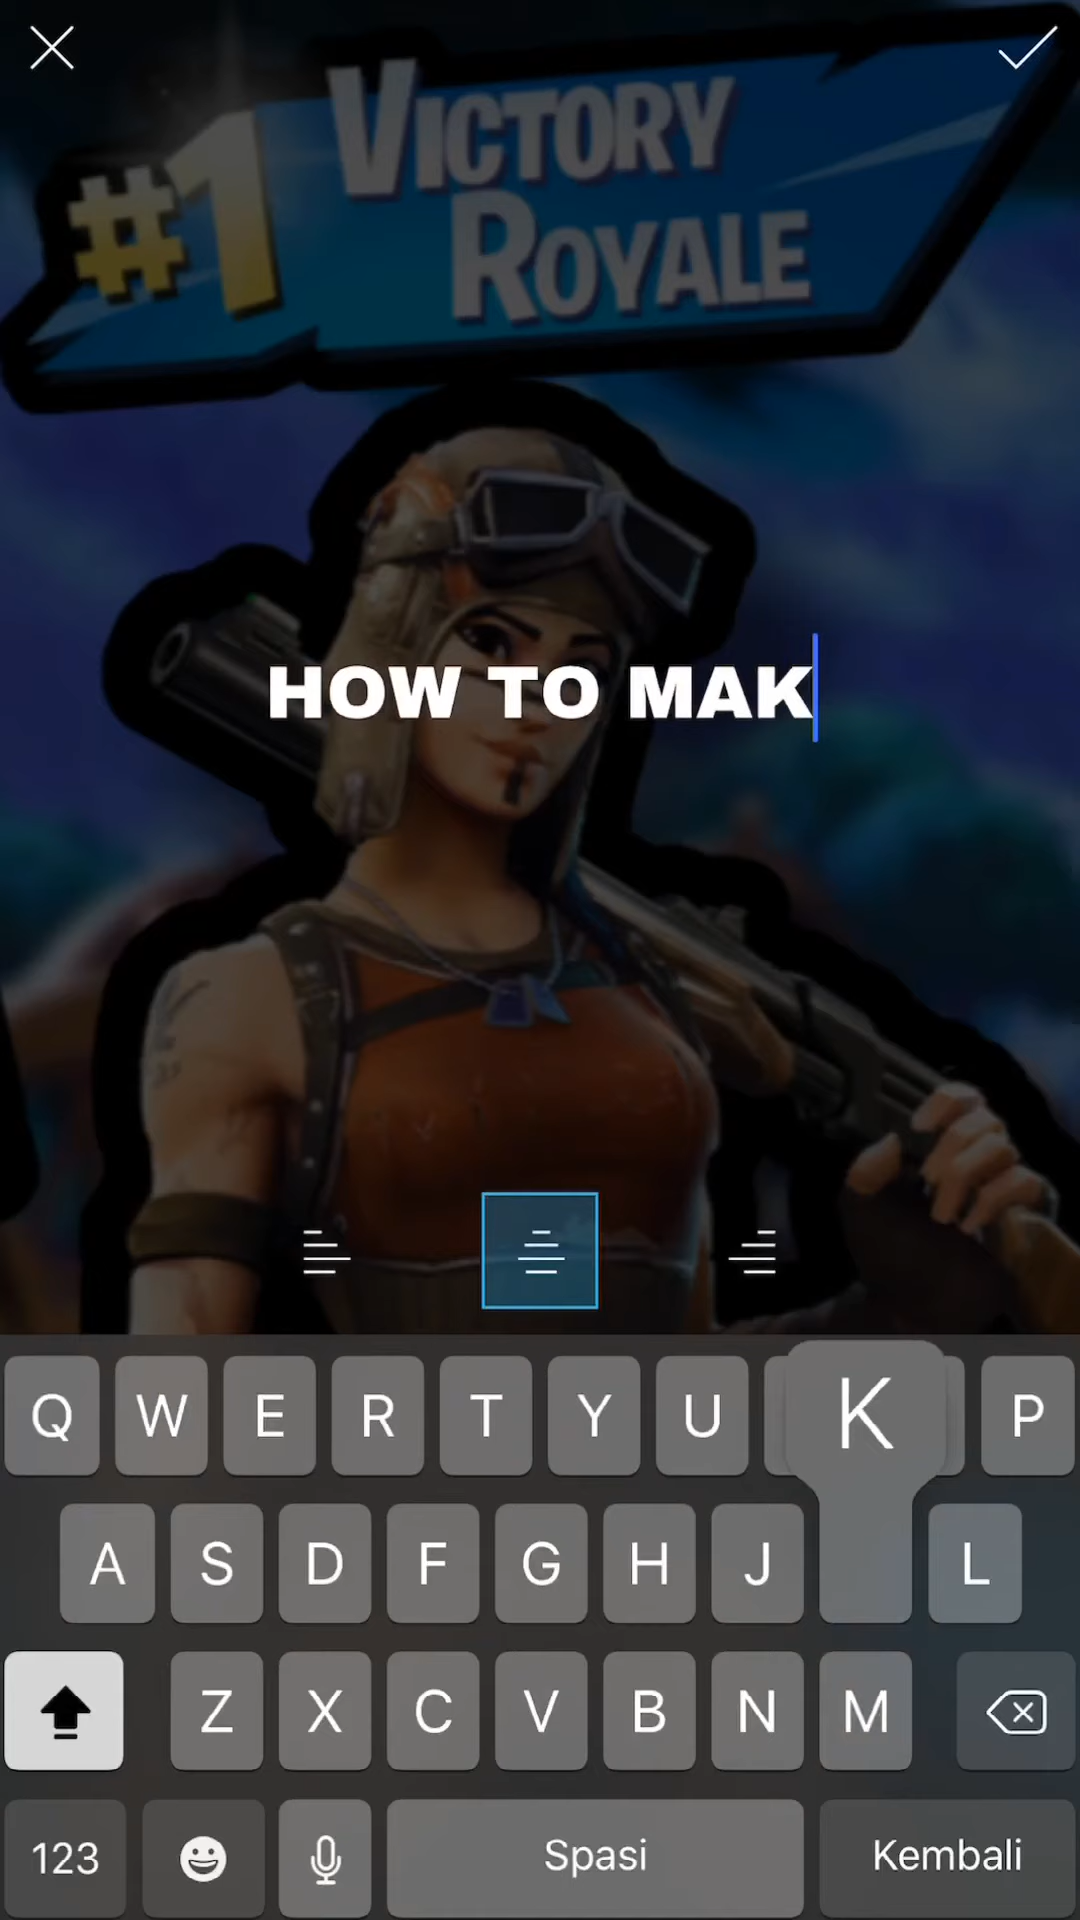 #1 VICTORY
ROYALE
HOW TO MAK
Q W E R T Y U K P
A S D F G H J L
Z X C V B N M
123 Spasi Kembali